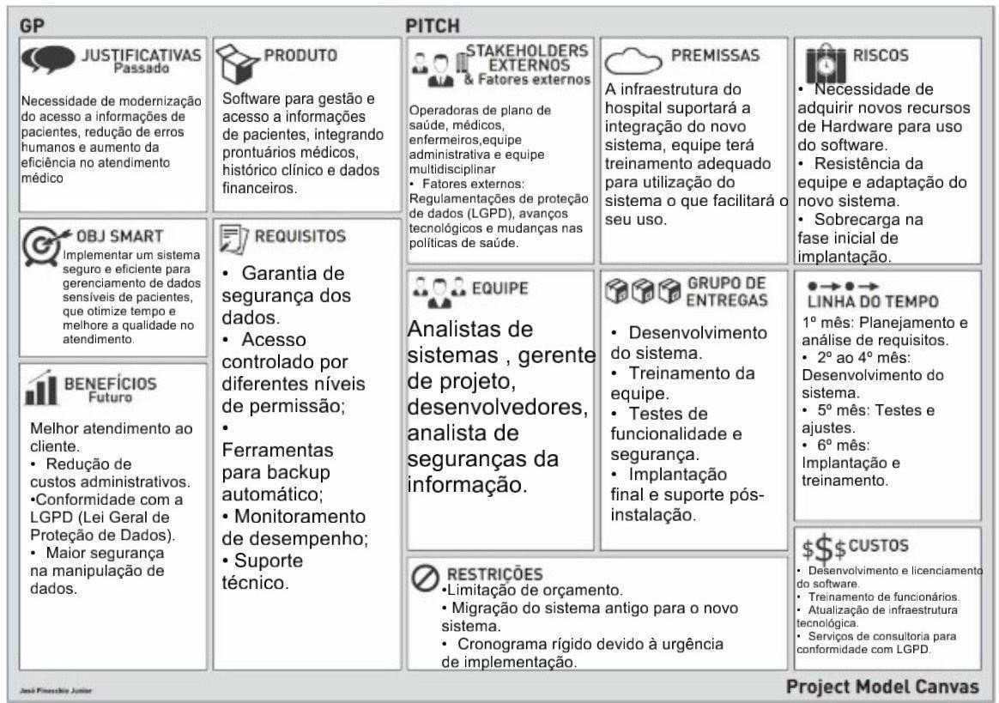 GP
PITCH
JUSTIFICATIVAS
Passado
Necessidade de modernização
do acesso a informações de
pacientes, redução de erros
humanos e aumento da
eficiência no atendimento
médico
PRODUTO
Software para gestão e
acesso a informações
de pacientes, integrando
prontuários médicos,
histórico clínico e dados
financeiros.
STAKEHOLDERS
EXTERNOS
& Fatores externos
Operadoras de plano de
saúde, médicos,
enfermeiros,equipe
administrativa e equipe
multidisciplinar
• Fatores externos:
Regulamentações de proteção
de dados (LGPD), avanços
tecnológicos e mudanças nas
políticas de saúde.
PREMISSAS
A infraestrutura do
hospital suportará a
integração do novo
sistema, equipe terá
treinamento adequado
para utilização do
sistema o que facilitará o
seu uso.
RISCOS
• Necessidade de
adquirir novos recursos
de Hardware para uso
do software.
• Resistência da
equipe e adaptação do
novo sistema.
• Sobrecarga na
fase inicial de
implantação.
OBJ SMART
Implementar um sistema
seguro e eficiente para
gerenciamento de dados
sensíveis de pacientes,
que otimize tempo e
melhore a qualidade no
atendimento.
REQUISITOS
• Garantia de
segurança dos
dados.
• Acesso
controlado por
diferentes níveis
de permissão;
•
Ferramentas
para backup
automático;
• Monitoramento
de desempenho;
• Suporte
técnico.
EQUIPE
Analistas de
sistemas , gerente
de projeto,
desenvolvedores,
analista de
seguranças da
informação.
GRUPO DE
ENTREGAS
• Desenvolvimento
do sistema.
• Treinamento da
equipe.
• Testes de
funcionalidade e
segurança.
• Implantação
final e suporte pós-
instalação.
LINHA DO TEMPO
1º mês: Planejamento e
análise de requisitos.
• 2º ao 4º mês:
Desenvolvimento do
sistema.
• 5º mês: Testes e
ajustes.
• 6º mês:
Implantação e
treinamento.
BENEFÍCIOS
Futuro
Melhor atendimento ao
cliente.
• Redução de
custos administrativos.
•Conformidade com a
LGPD (Lei Geral de
Proteção de Dados).
• Maior segurança
na manipulação de
dados.
RESTRIÇÕES
•Limitação de orçamento.
• Migração do sistema antigo para o novo
sistema.
• Cronograma rígido devido à urgência
de implementação.
$$$ CUSTOS
• Desenvolvimento e licenciamento
do software.
• Treinamento de funcionários.
• Atualização de infraestrutura
tecnológica.
• Serviços de consultoria para
conformidade com LGPD.
José Finocchio Junior
Project Model Canvas